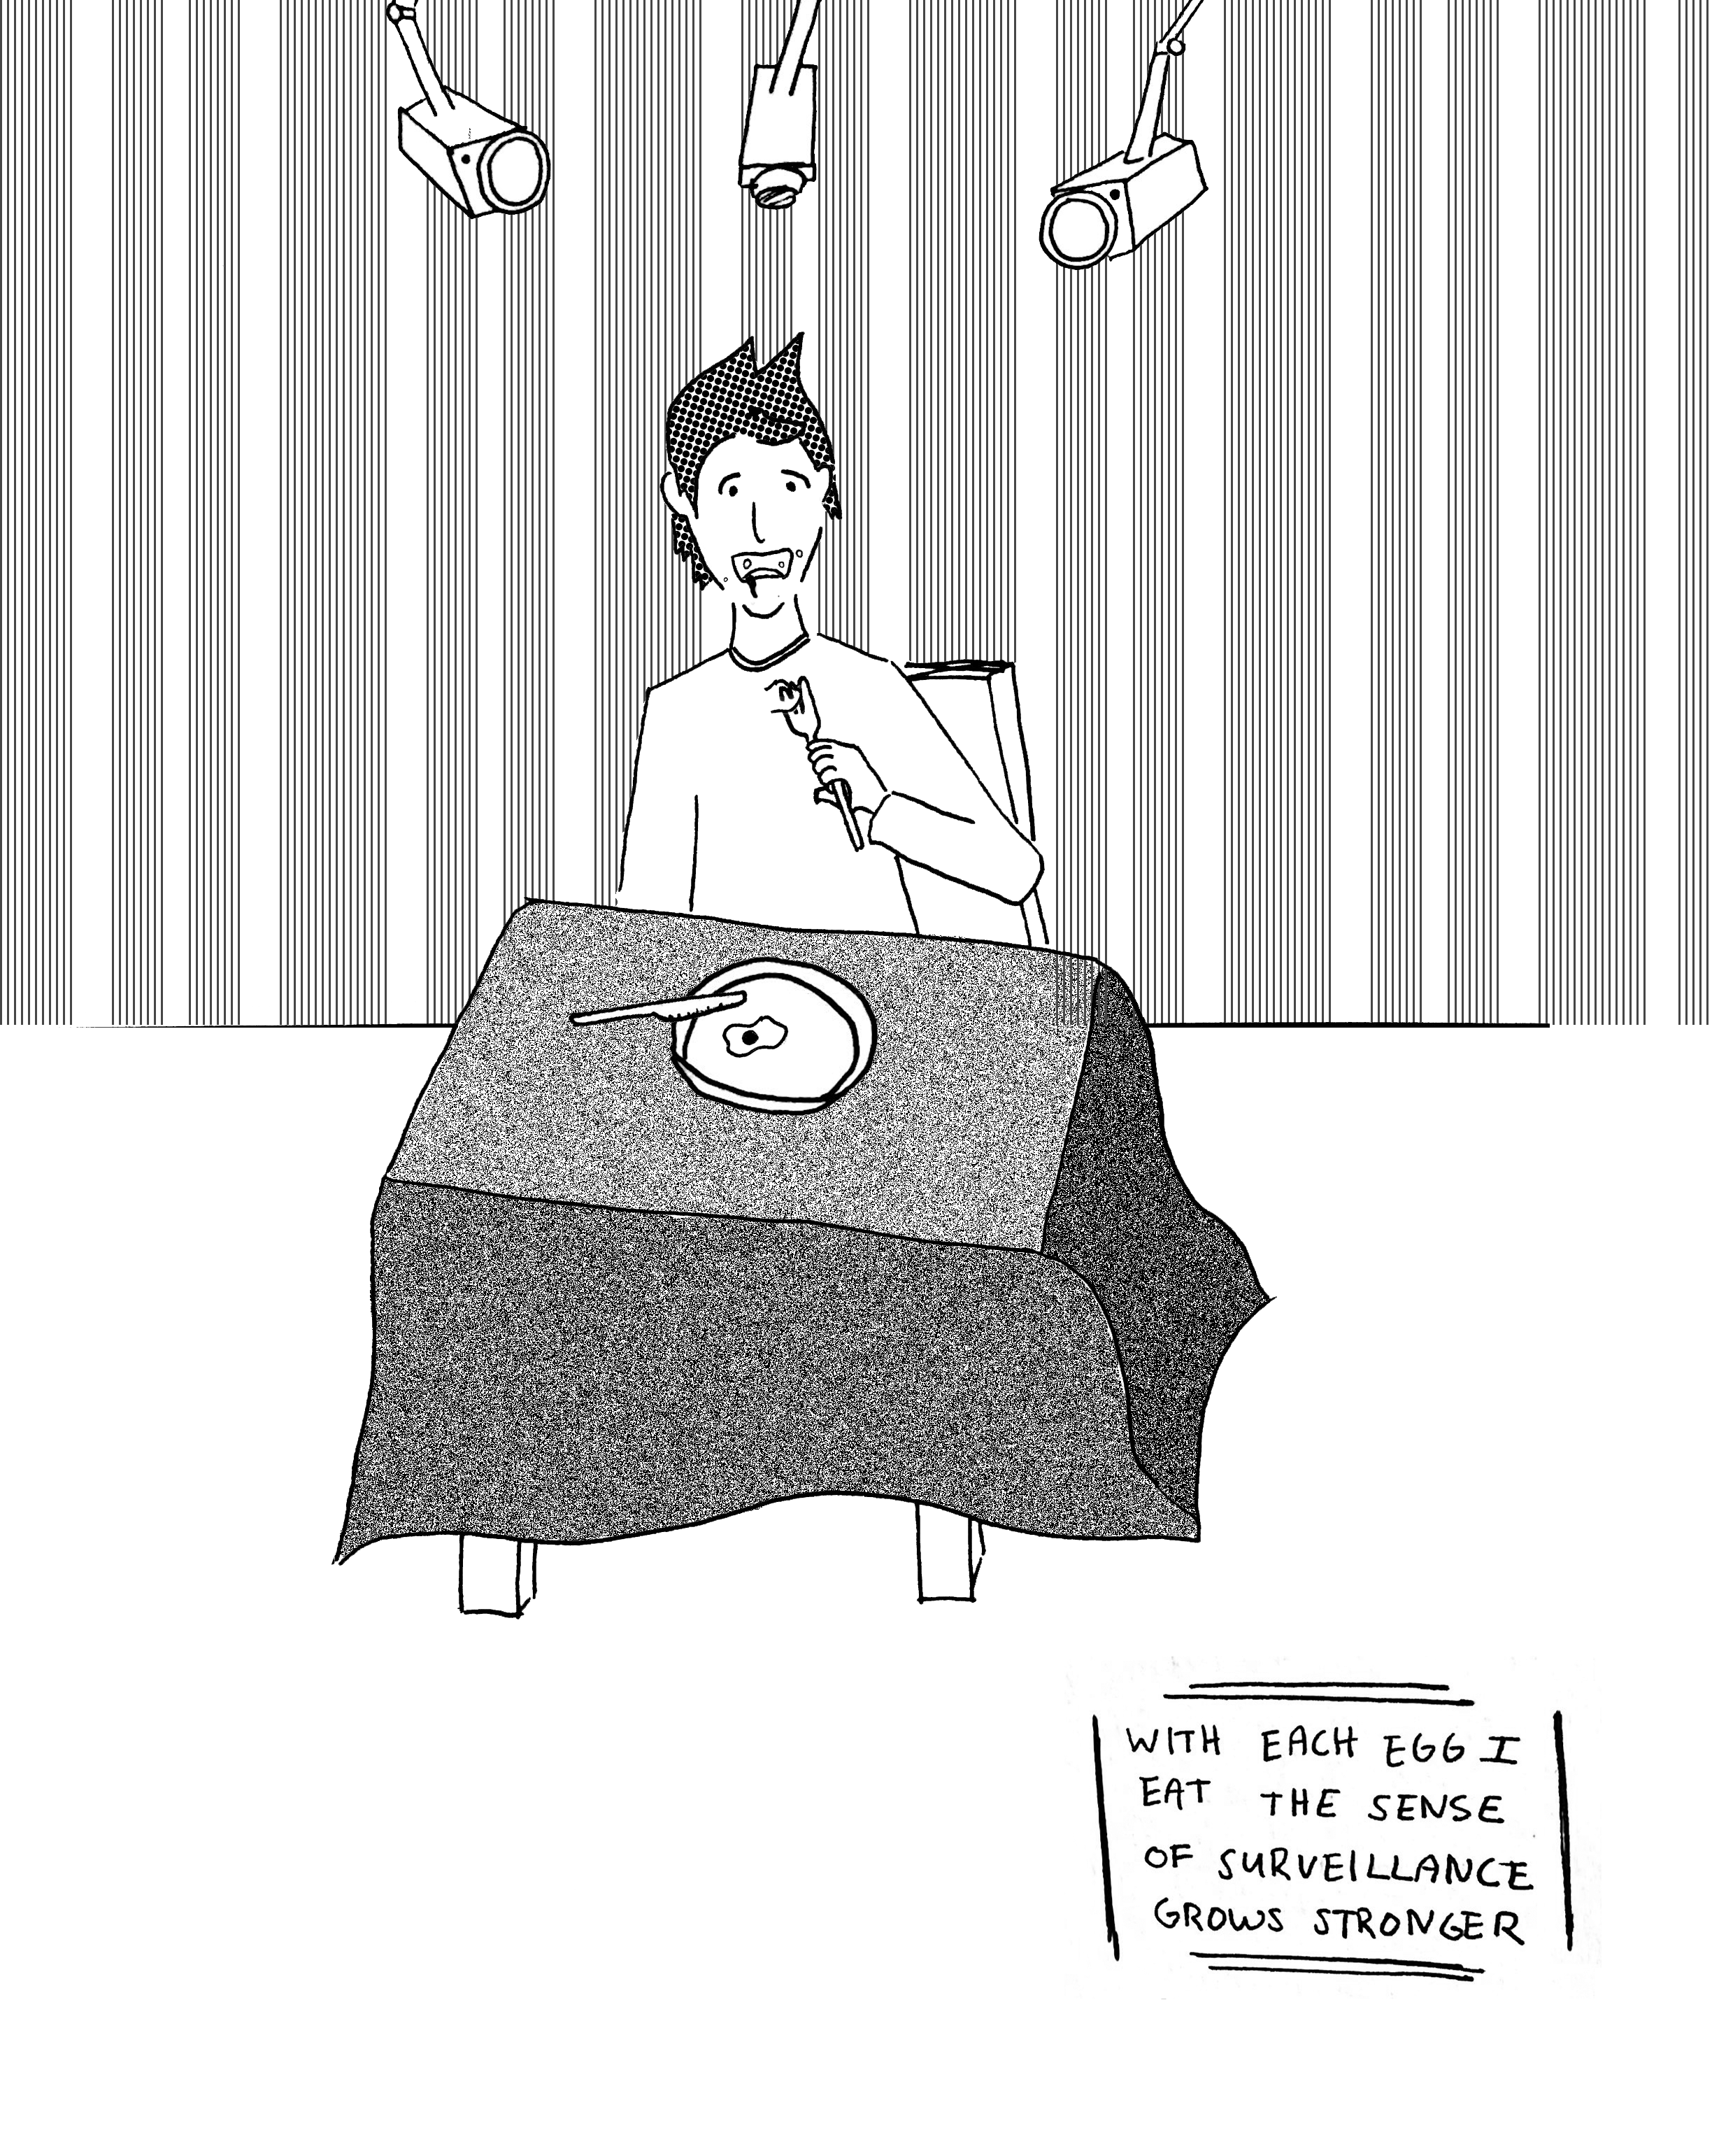 WITH EACH EGG I
EAT THE SENSE
OF SURVEILLANCE
GROWS STRONGER